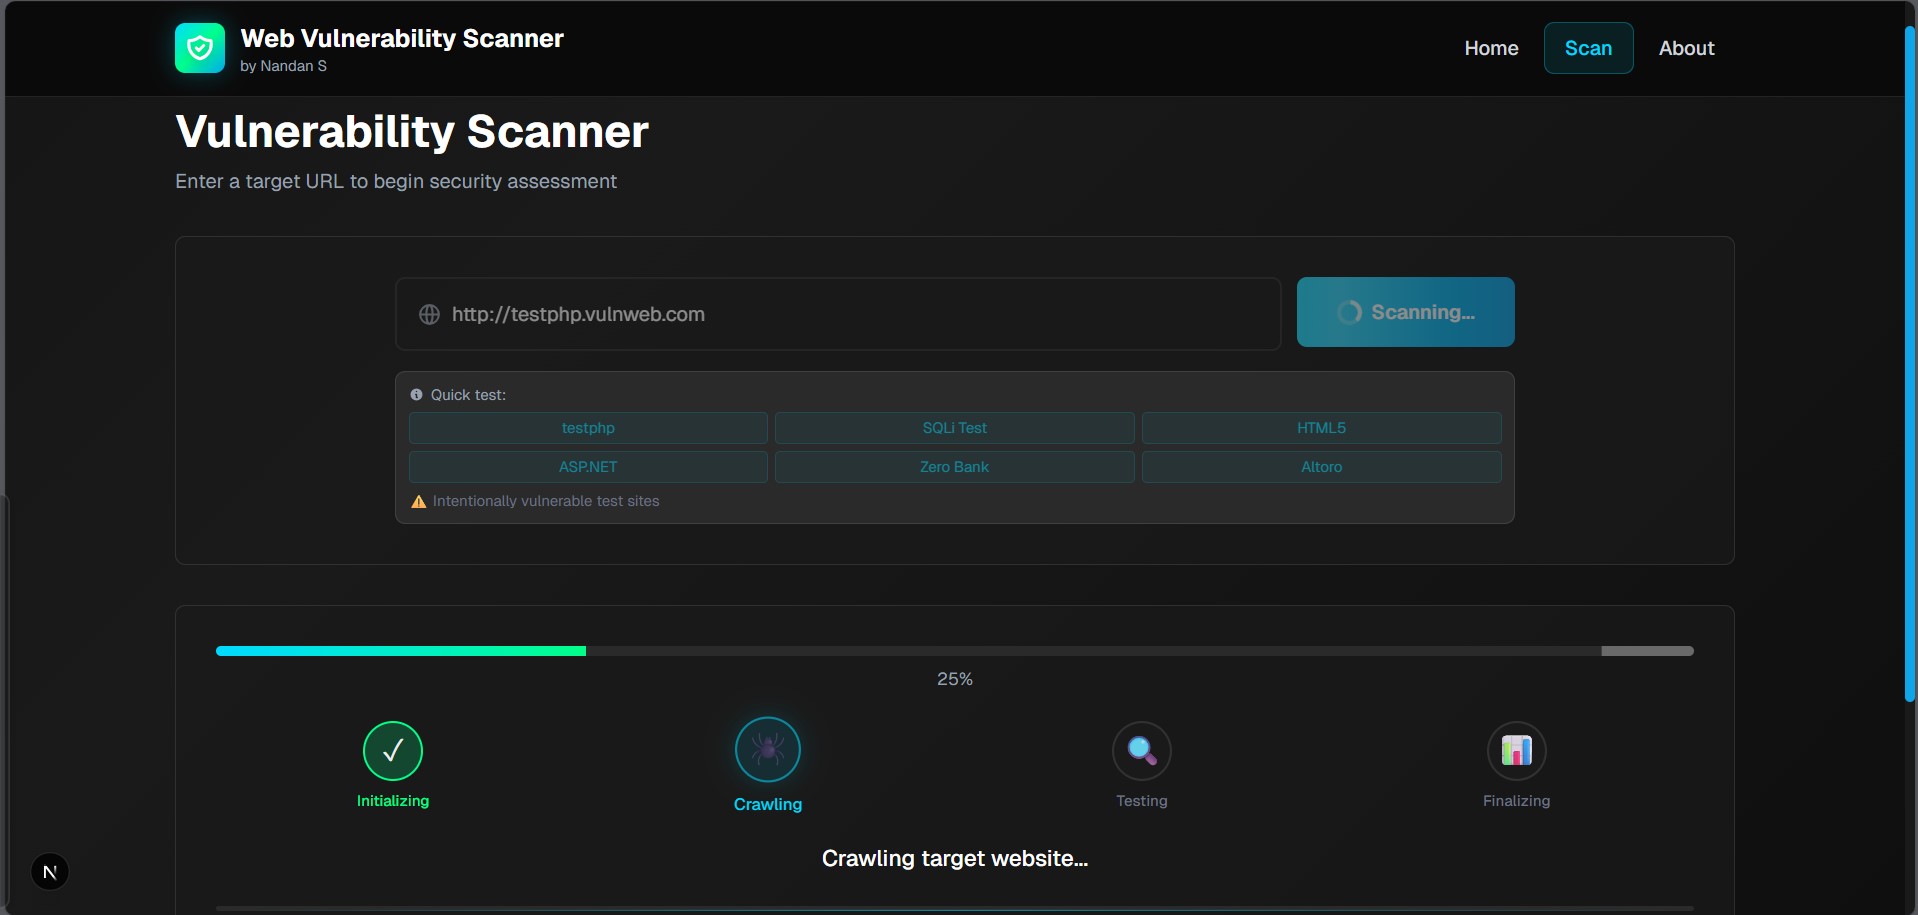 Web Vulnerability Scanner
by Nandan S
Home
Scan
About
Vulnerability Scanner
Enter a target URL to begin security assessment
http://testphp.vulnweb.com
Scanning...
Quick test:
testphp
SQLi Test
HTML5
ASP.NET
Zero Bank
Altoro
Intentionally vulnerable test sites
25%
Initializing
Crawling
Testing
Finalizing
Crawling target website...
N